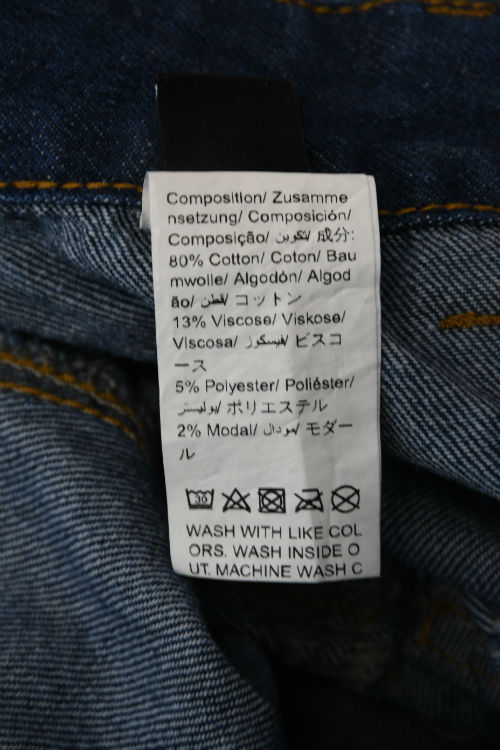 Composition/ Zusamme
nsetzung/ Composición/
Composição/ تكوين/ 成分:
80% Cotton/ Coton/ Bau
mwolle/ Algodón/ Algod
ão/ قطن/ コットン
13% Viscose/ Viskose/
Viscosa/ فيسكوز/ ビスコ
ース
5% Polyester/ Poliéster/
بوليستر/ ポリエステル
2% Modal/ مودال/ モダー
ル
30
WASH WITH LIKE COL
ORS. WASH INSIDE O
UT. MACHINE WASH C